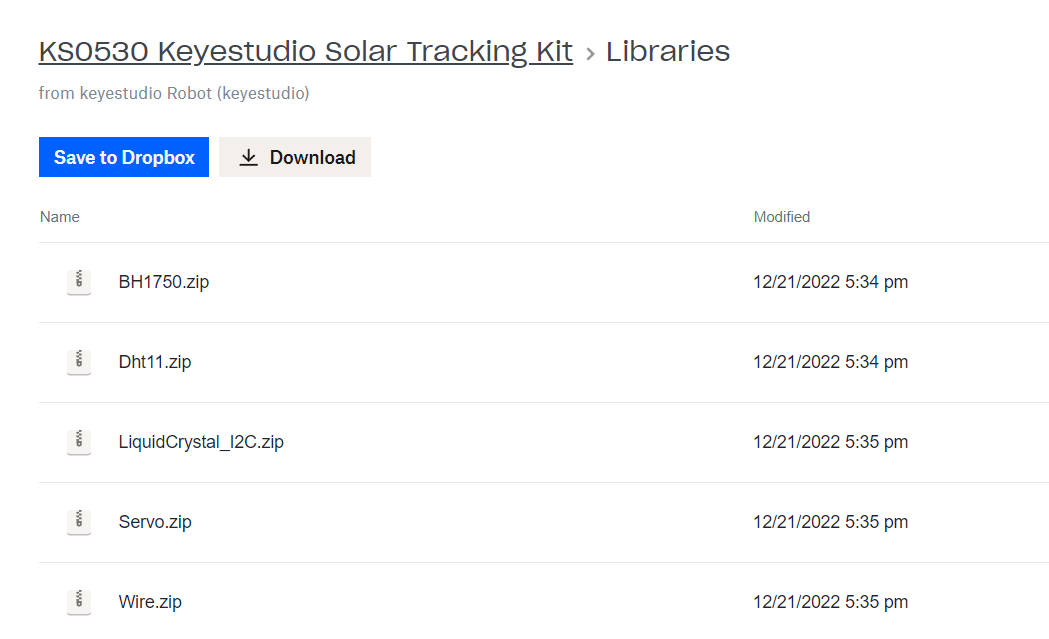 KS0530 Keyestudio Solar Tracking Kit › Libraries
from keyestudio Robot (keyestudio)
Save to Dropbox Download
Name Modified
BH1750.zip 12/21/2022 5:34 pm
Dht11.zip 12/21/2022 5:34 pm
LiquidCrystal_I2C.zip 12/21/2022 5:35 pm
Servo.zip 12/21/2022 5:35 pm
Wire.zip 12/21/2022 5:35 pm